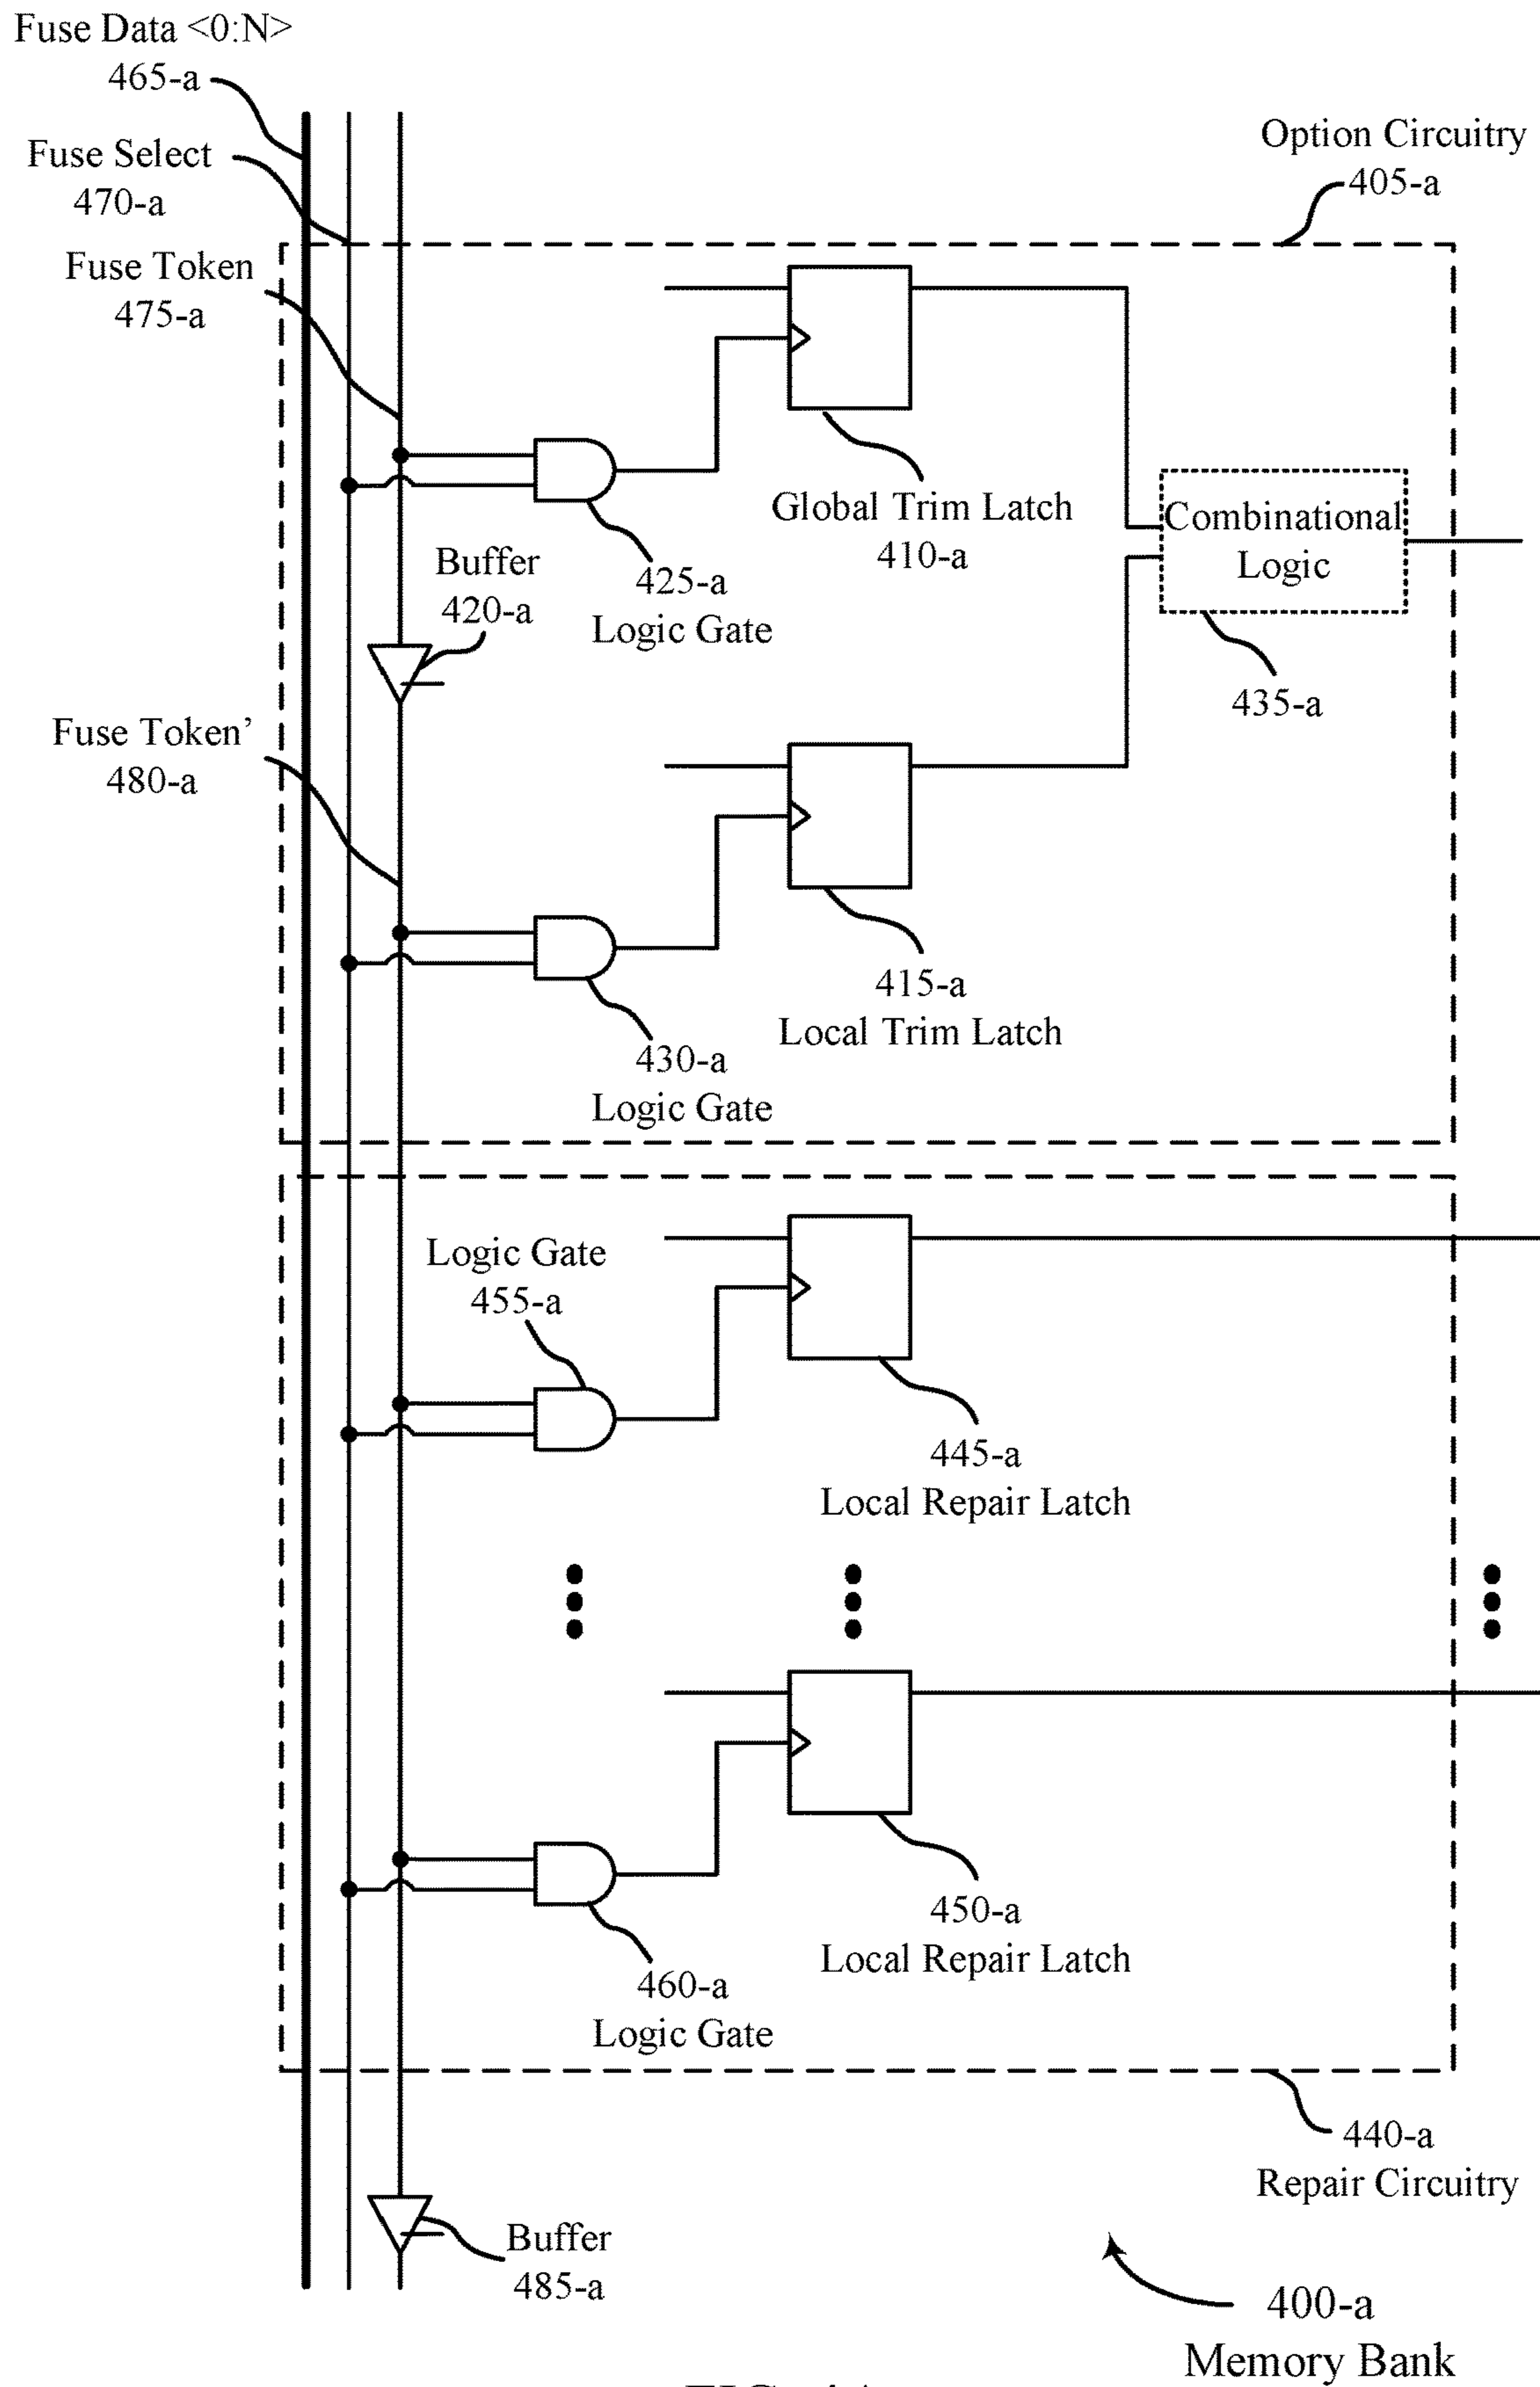 Fuse Data <0:N>
465-a
Option Circuitry
405-a
Fuse Select
470-a
Fuse Token
475-a
Global Trim Latch
410-a
Combinational
Logic
435-a
Buffer
420-a
425-a
Logic Gate
Fuse Token’
480-a
415-a
Local Trim Latch
430-a
Logic Gate
Logic Gate
455-a
445-a
Local Repair Latch
450-a
Local Repair Latch
460-a
Logic Gate
440-a
Repair Circuitry
Buffer
485-a
400-a
Memory Bank